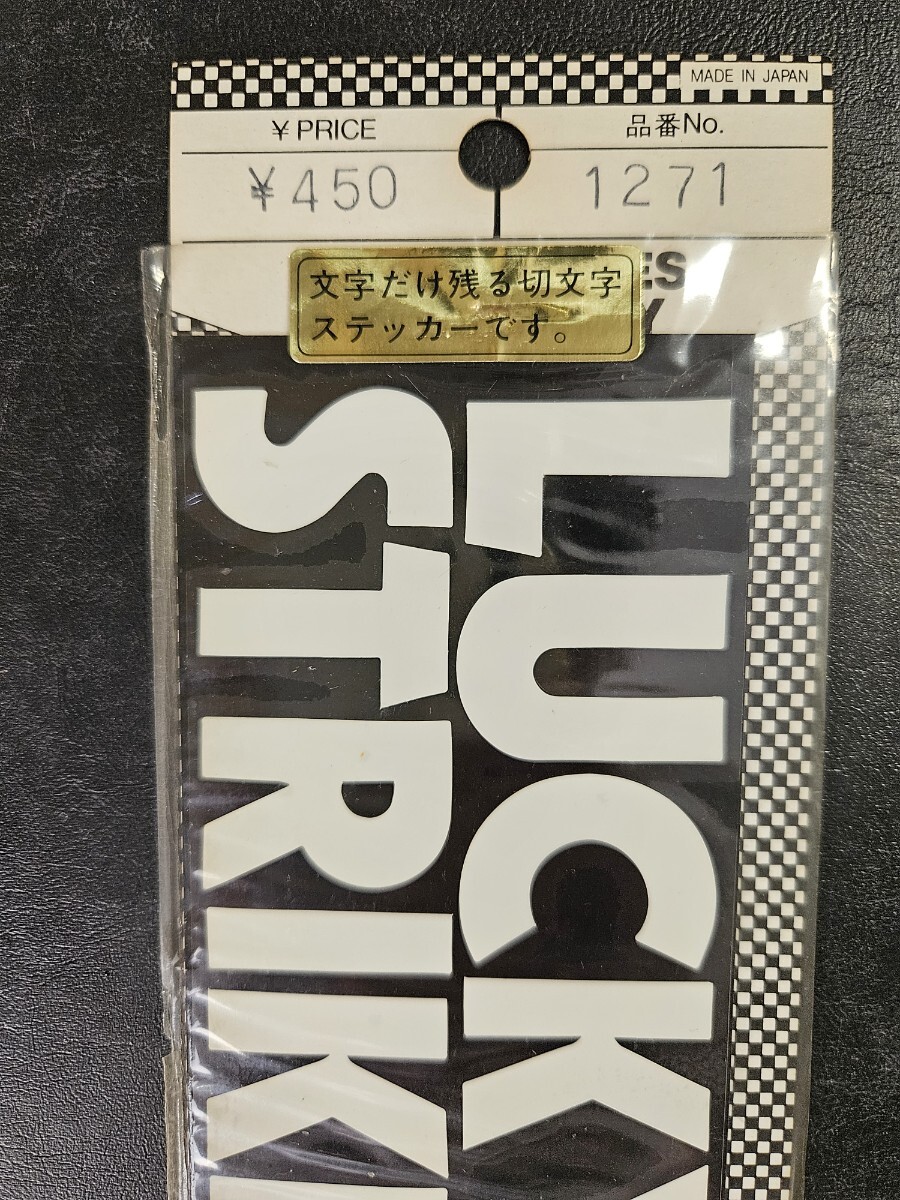 MADE IN JAPAN
¥ PRICE
品番No.
¥450
1271
文字だけ残る切文字
ステッカーです。
LUCK
STRIK